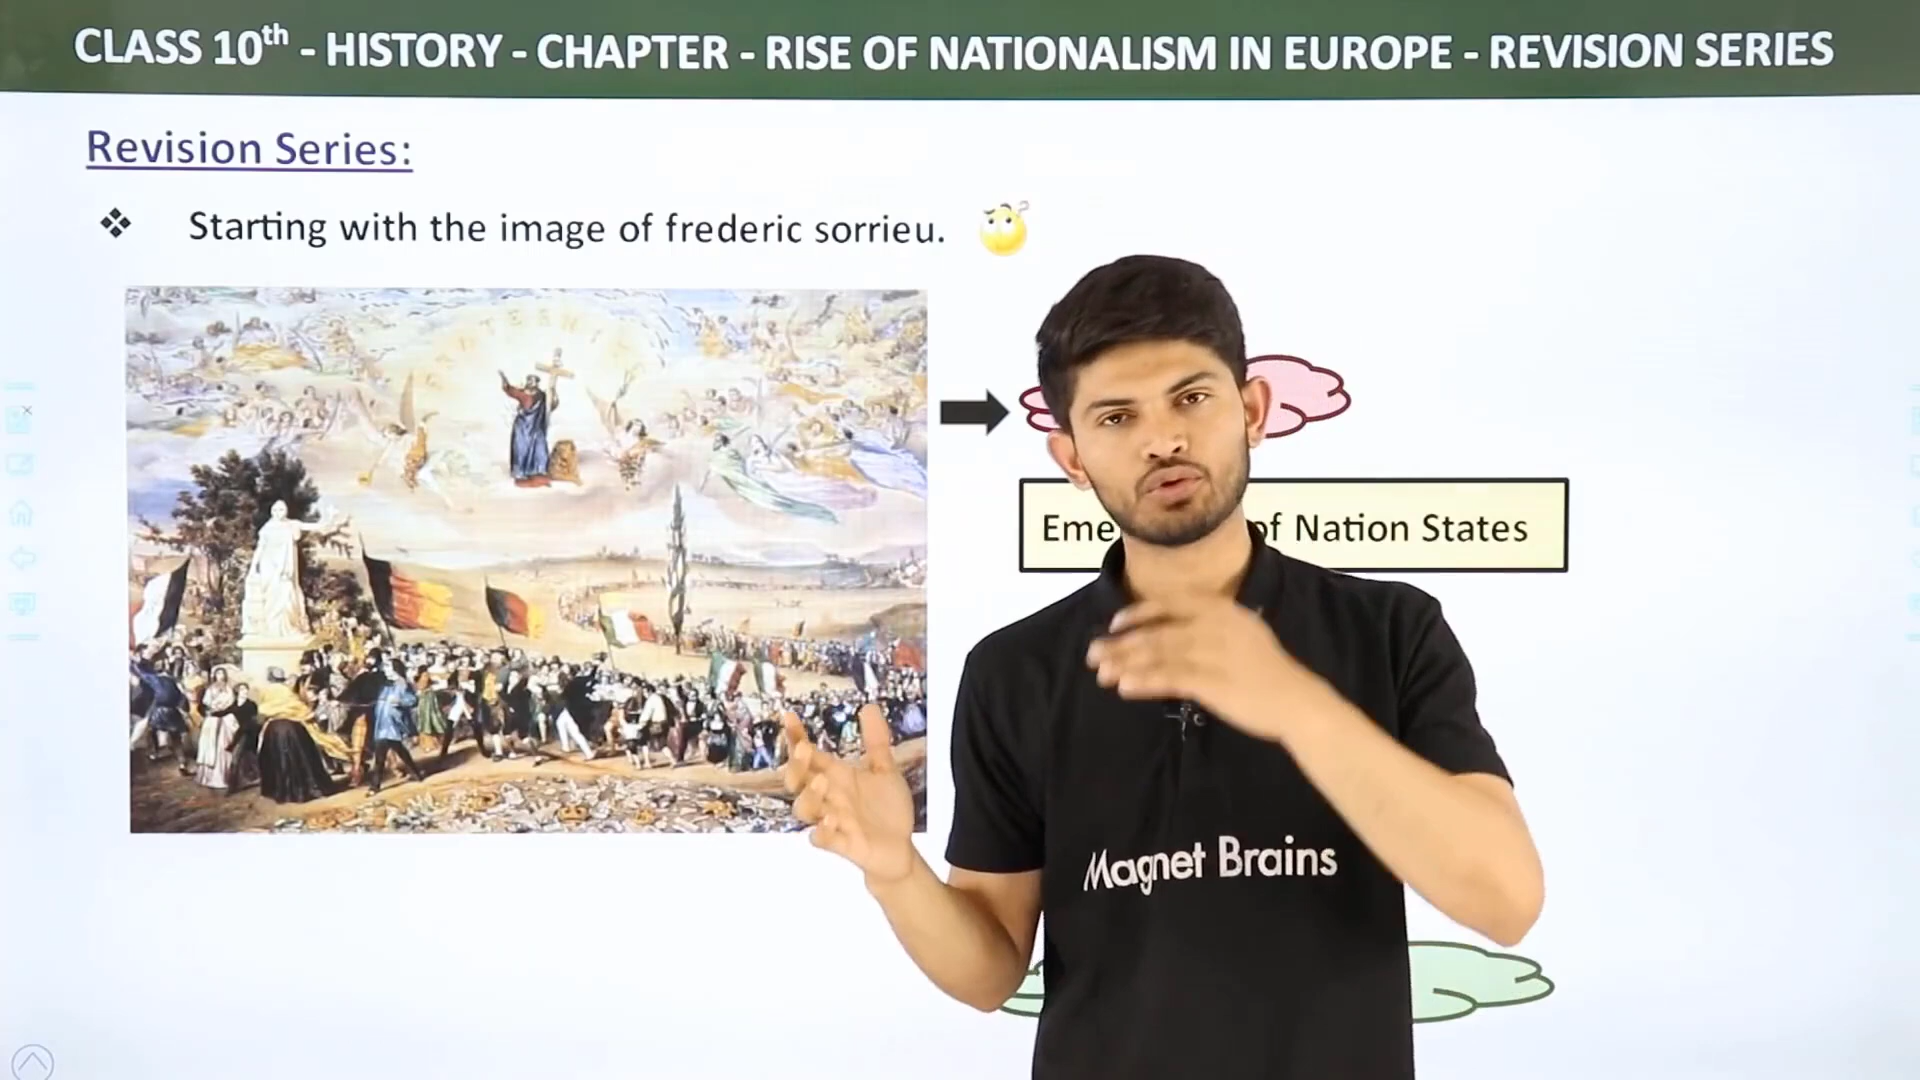 CLASS 10th - HISTORY - CHAPTER - RISE OF NATIONALISM IN EUROPE - REVISION SERIES
Revision Series:
❖ Starting with the image of frederic sorrieu.
of Nation States
Magnet Brains